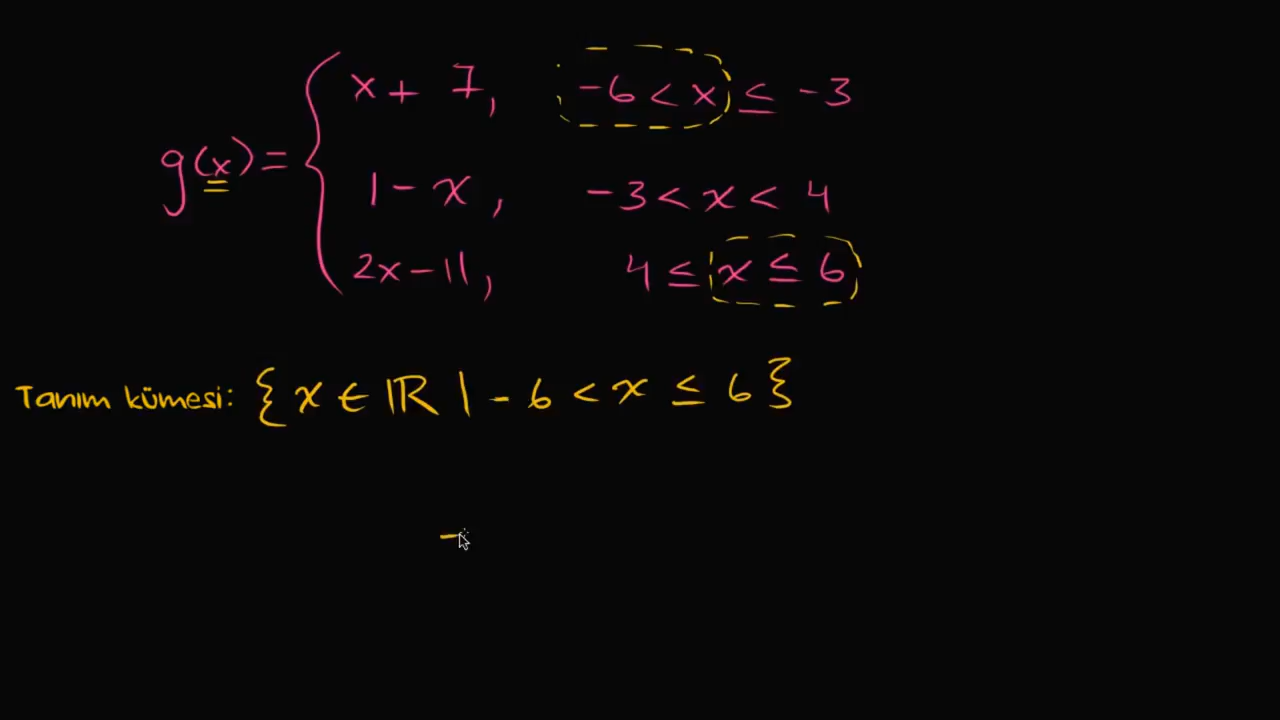 x + 7, -6 < x ≤ -3
g(x) = { 1 - x, -3 < x < 4
2x - 11, 4 ≤ x ≤ 6
Tanım kümesi: { x ∈ ℝ | -6 < x ≤ 6 }